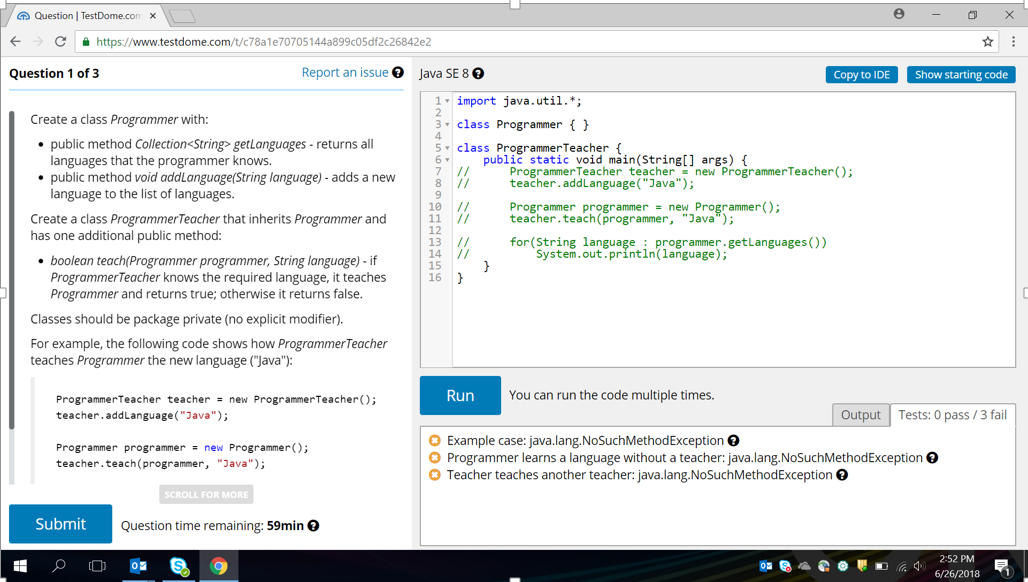 Question | TestDome.com
https://www.testdome.com/t/c78a1e70705144a899c05df2c26842e2
Question 1 of 3
Report an issue ?
Create a class Programmer with:
• public method Collection<String> getLanguages - returns all
languages that the programmer knows.
• public method void addLanguage(String language) - adds a new
language to the list of languages.
Create a class ProgrammerTeacher that inherits Programmer and
has one additional public method:
• boolean teach(Programmer programmer, String language) - if
ProgrammerTeacher knows the required language, it teaches
Programmer and returns true; otherwise it returns false.
Classes should be package private (no explicit modifier).
For example, the following code shows how ProgrammerTeacher
teaches Programmer the new language ("Java"):
ProgrammerTeacher teacher = new ProgrammerTeacher();
teacher.addLanguage("Java");
Programmer programmer = new Programmer();
teacher.teach(programmer, "Java");
SCROLL FOR MORE
Submit
Question time remaining: 59min ?
Java SE 8 ?
Copy to IDE
Show starting code
1 import java.util.*;
2
3 class Programmer { }
4
5 class ProgrammerTeacher {
6 public static void main(String[] args) {
7 // ProgrammerTeacher teacher = new ProgrammerTeacher();
8 // teacher.addLanguage("Java");
9
10 // Programmer programmer = new Programmer();
11 // teacher.teach(programmer, "Java");
12
13 // for(String language : programmer.getLanguages())
14 // System.out.println(language);
15 }
16 }
Run
You can run the code multiple times.
Output
Tests: 0 pass / 3 fail
Example case: java.lang.NoSuchMethodException ?
Programmer learns a language without a teacher: java.lang.NoSuchMethodException ?
Teacher teaches another teacher: java.lang.NoSuchMethodException ?
2:52 PM
6/26/2018
1